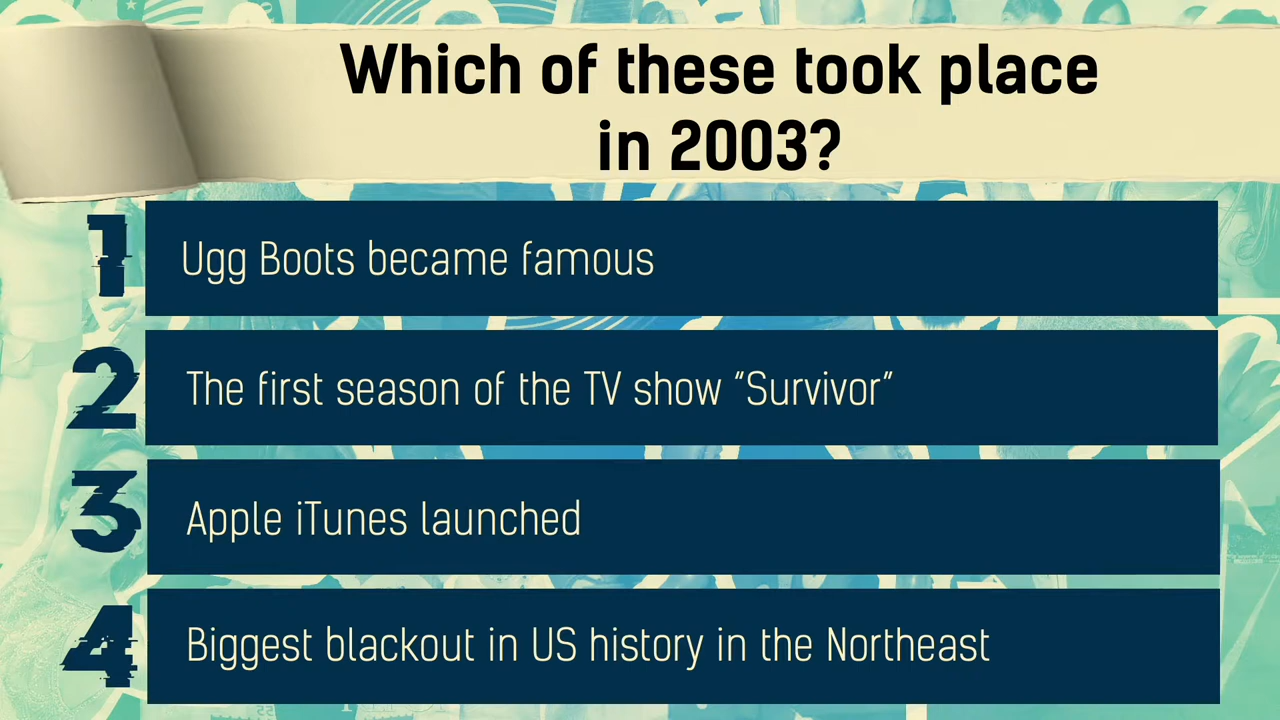 Which of these took place
in 2003?
1 Ugg Boots became famous
2 The first season of the TV show “Survivor”
3 Apple iTunes launched
4 Biggest blackout in US history in the Northeast